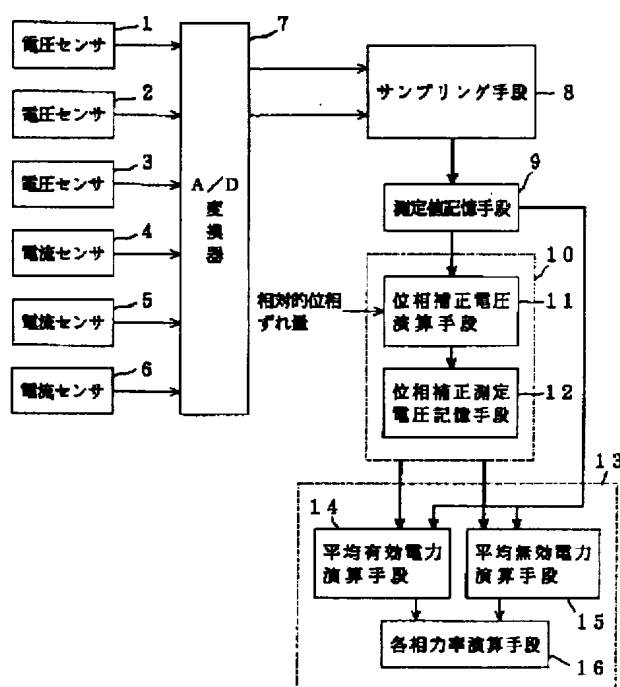 1
電圧センサ
2
電圧センサ
3
電圧センサ
4
電流センサ
5
電流センサ
6
電流センサ
7
A/D
変
換
器
サンプリング手段
8
9
測定値記憶手段
10
相対的位相
ずれ量
位相補正電圧
演算手段
11
位相補正測定
電圧記憶手段
12
13
14
平均有効電力
演算手段
平均無効電力
演算手段
15
各相力率演算手段
16